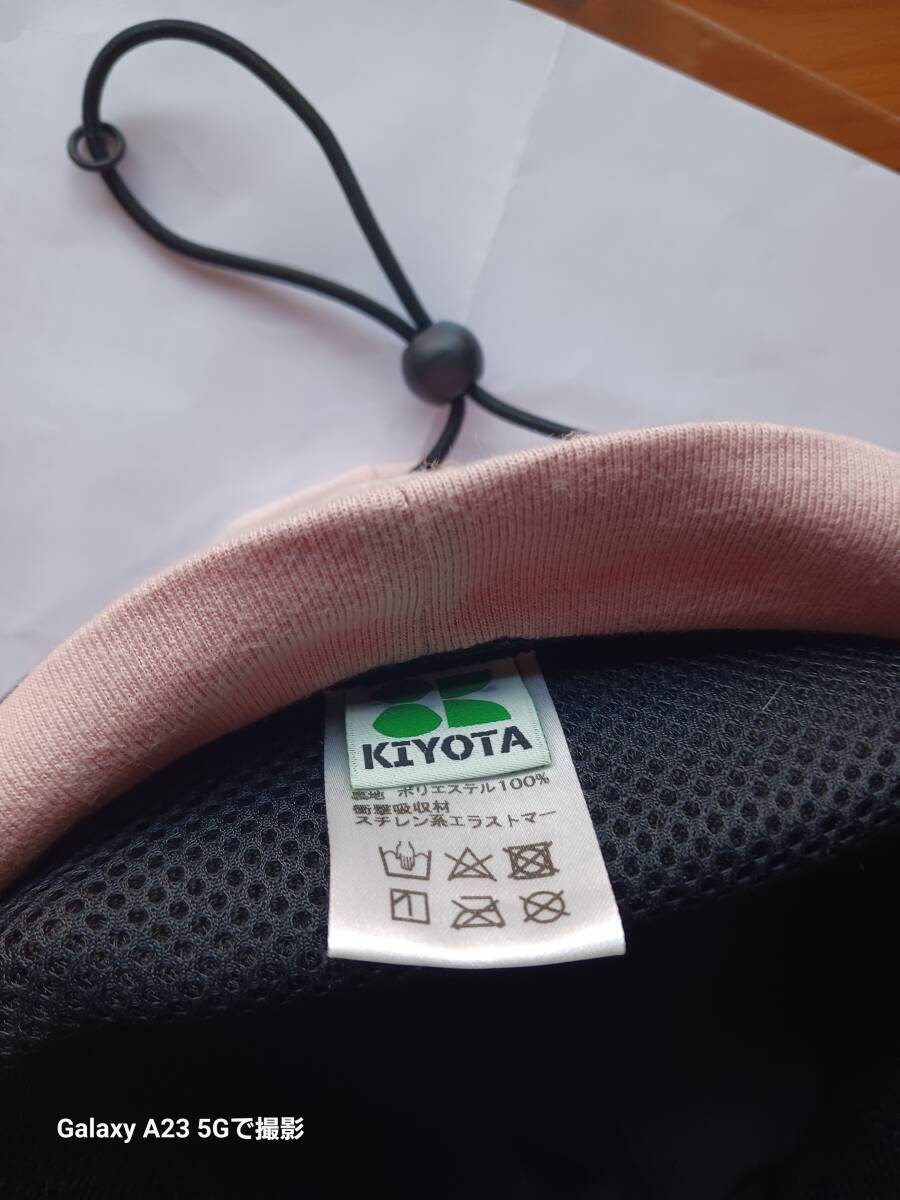 KIYOTA
裏地 ポリエステル100%
衝撃吸収材
スチレン系エラストマー
Galaxy A23 5Gで撮影